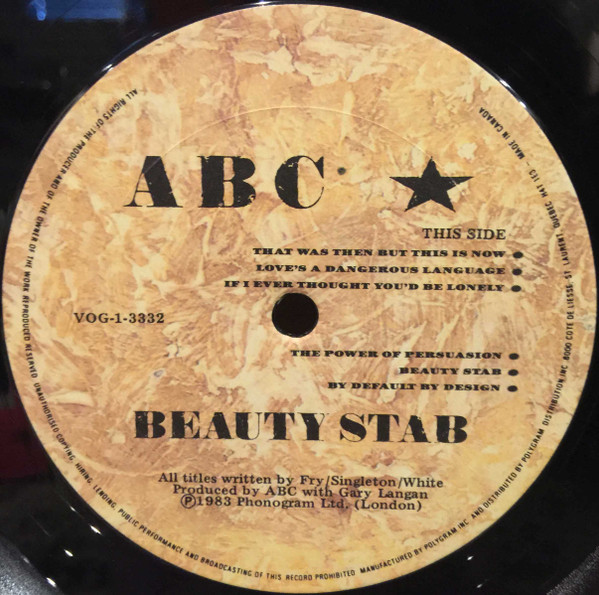 ABC
THIS SIDE
THAT WAS THEN BUT THIS IS NOW
LOVE'S A DANGEROUS LANGUAGE
IF I EVER THOUGHT YOU'D BE LONELY
VOG-1-3332
THE POWER OF PERSUASION
BEAUTY STAB
BY DEFAULT BY DESIGN
BEAUTY STAB
All titles written by Fry/Singleton/White
Produced by ABC with Gary Langan
Ⓟ1983 Phonogram Ltd. (London)
ALL RIGHTS OF THE PRODUCER AND OF THE OWNER OF THE WORK REPRODUCED RESERVED. UNAUTHORISED COPYING, HIRING, LENDING, PUBLIC PERFORMANCE AND BROADCASTING OF THIS RECORD PROHIBITED. MANUFACTURED BY POLYGRAM INC. AND DISTRIBUTED BY POLYGRAM DISTRIBUTION INC. 6000 COTE DE LIESSE, ST. LAURENT, QUEBEC H4T 1E3 - MADE IN CANADA